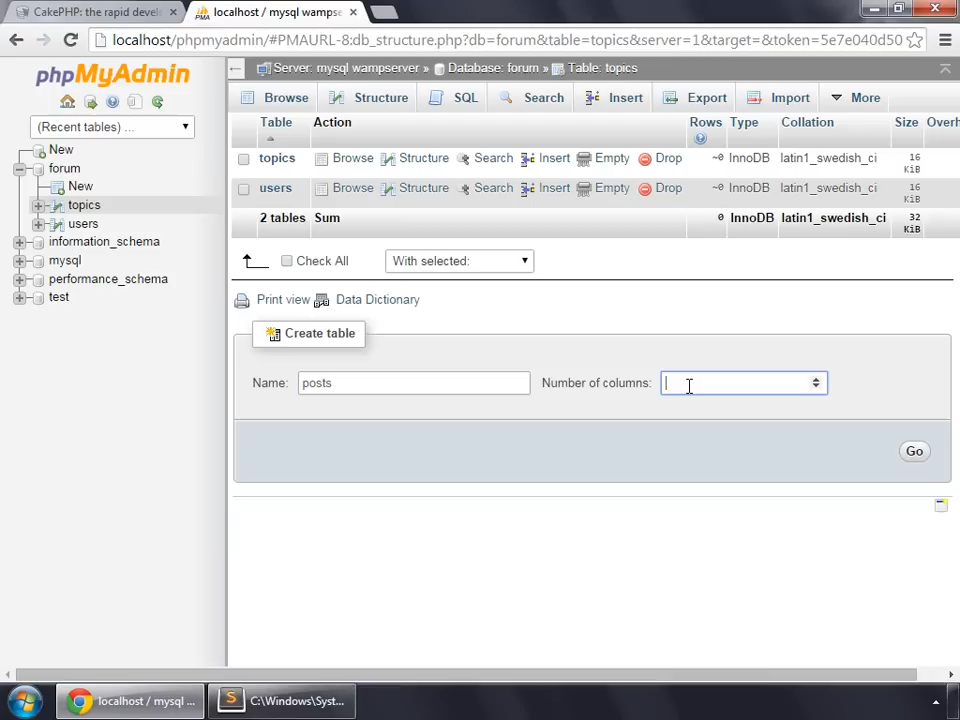 CakePHP: the rapid devel
localhost / mysql wampse
localhost/phpmyadmin/#PMAURL-8:db_structure.php?db=forum&table=topics&server=1&target=&token=5e7e040d50
phpMyAdmin
(Recent tables) ...
New
forum
New
topics
users
information_schema
mysql
performance_schema
test
Server: mysql wampserver » Database: forum » Table: topics
Browse Structure SQL Search Insert Export Import More
Table Action Rows Type Collation Size Overh
topics Browse Structure Search Insert Empty Drop ~0 InnoDB latin1_swedish_ci 16 KiB
users Browse Structure Search Insert Empty Drop ~0 InnoDB latin1_swedish_ci 16 KiB
2 tables Sum 0 InnoDB latin1_swedish_ci 32 KiB
Check All With selected:
Print view Data Dictionary
Create table
Name: posts Number of columns:
Go
localhost / mysql ...
C:\Windows\Syst...